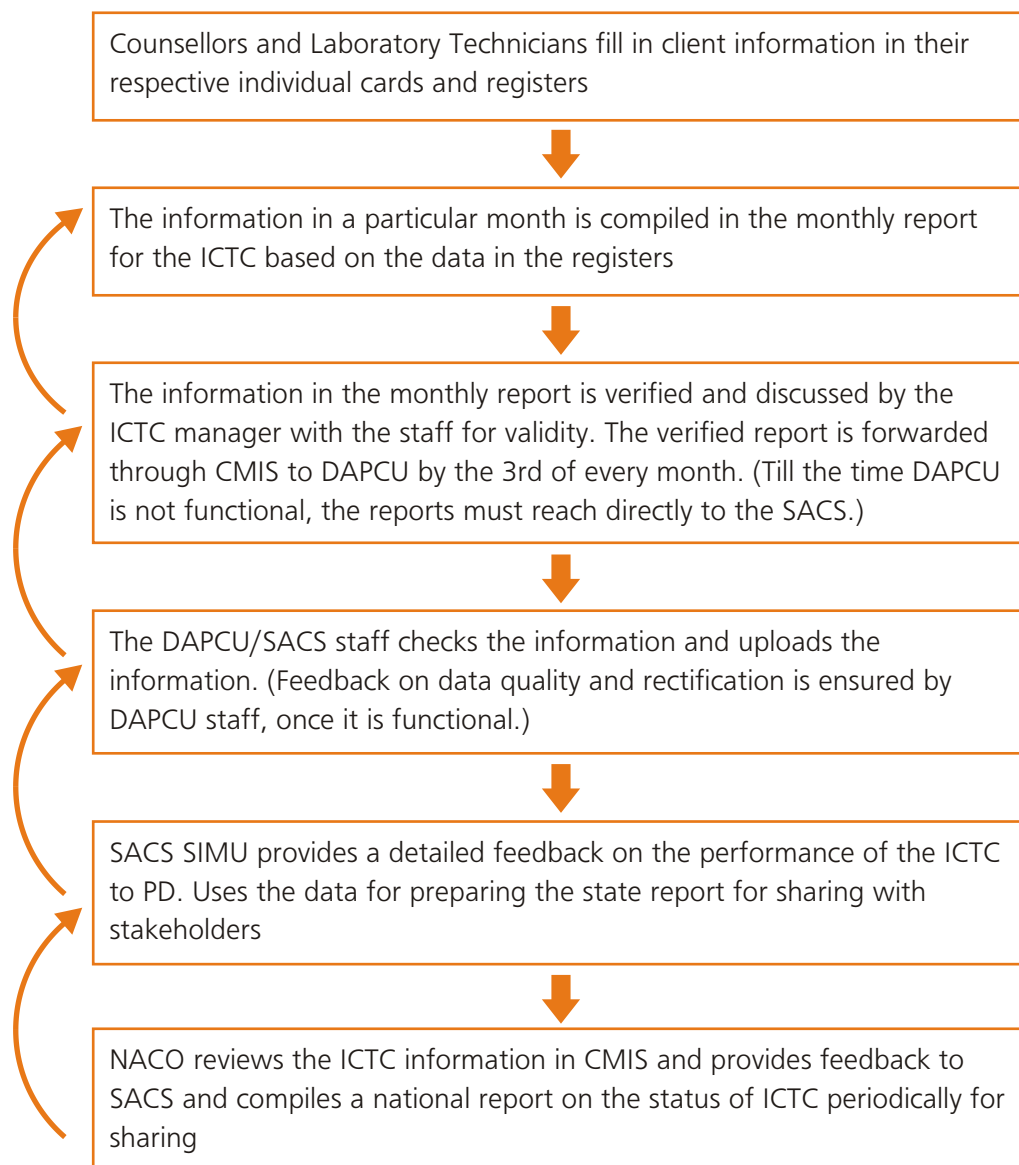 Counsellors and Laboratory Technicians fill in client information in their
respective individual cards and registers
The information in a particular month is compiled in the monthly report
for the ICTC based on the data in the registers
The information in the monthly report is verified and discussed by the
ICTC manager with the staff for validity. The verified report is forwarded
through CMIS to DAPCU by the 3rd of every month. (Till the time DAPCU
is not functional, the reports must reach directly to the SACS.)
The DAPCU/SACS staff checks the information and uploads the
information. (Feedback on data quality and rectification is ensured by
DAPCU staff, once it is functional.)
SACS SIMU provides a detailed feedback on the performance of the ICTC
to PD. Uses the data for preparing the state report for sharing with
stakeholders
NACO reviews the ICTC information in CMIS and provides feedback to
SACS and compiles a national report on the status of ICTC periodically for
sharing